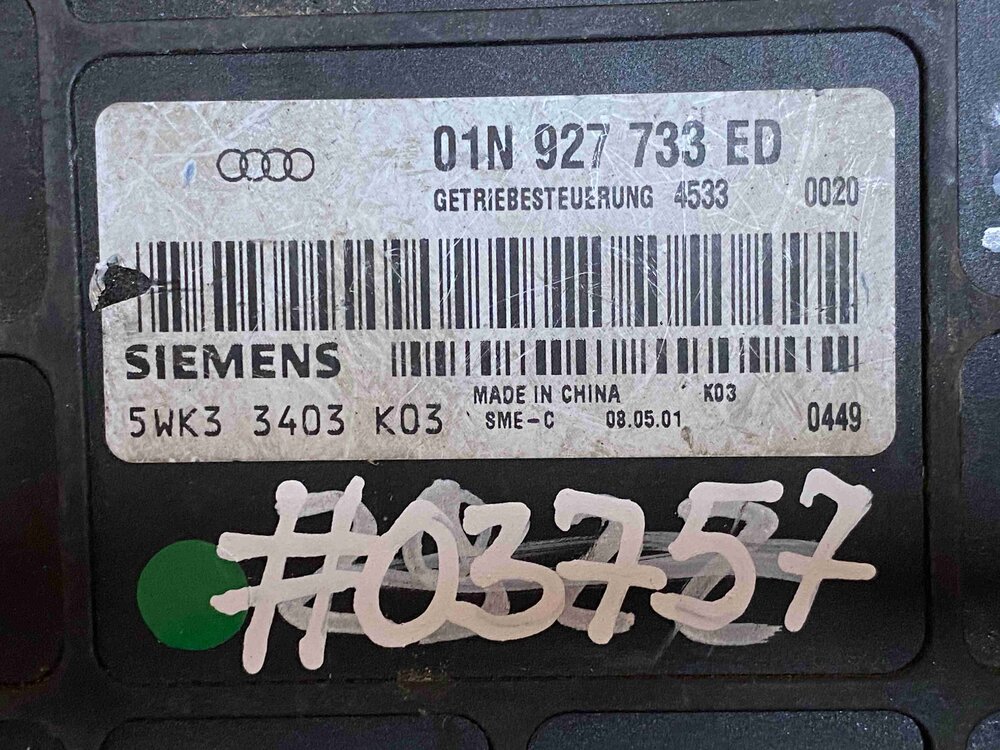 01N 927 733 ED
GETRIEBESTEUERUNG 4533 0020
SIEMENS
MADE IN CHINA K03
5WK3 3403 K03 SME-C 08.05.01 0449
#03757